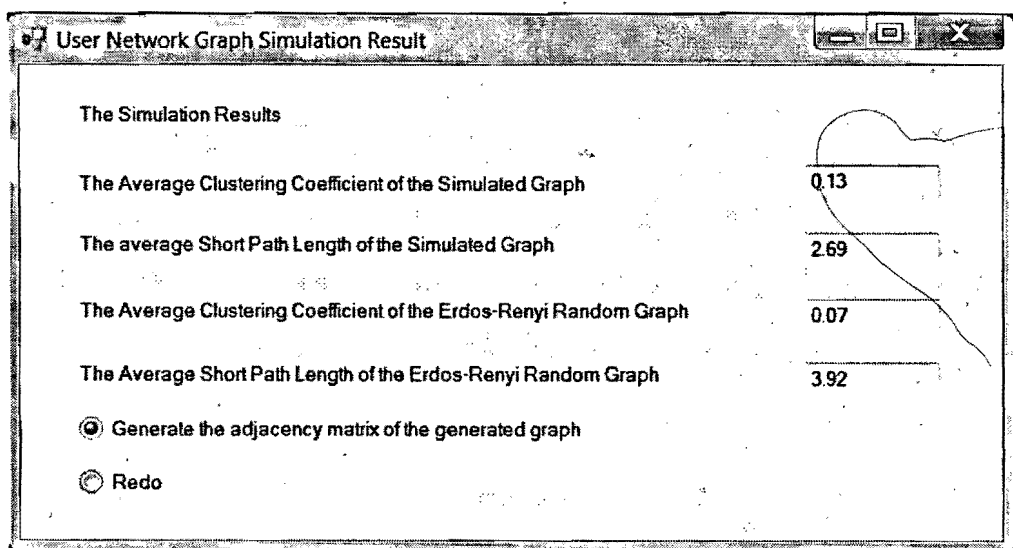 User Network Graph Simulation Result
The Simulation Results
The Average Clustering Coefficient of the Simulated Graph 0.13
The average Short Path Length of the Simulated Graph 2.69
The Average Clustering Coefficient of the Erdos-Renyi Random Graph 0.07
The Average Short Path Length of the Erdos-Renyi Random Graph 3.92
Generate the adjacency matrix of the generated graph
Redo